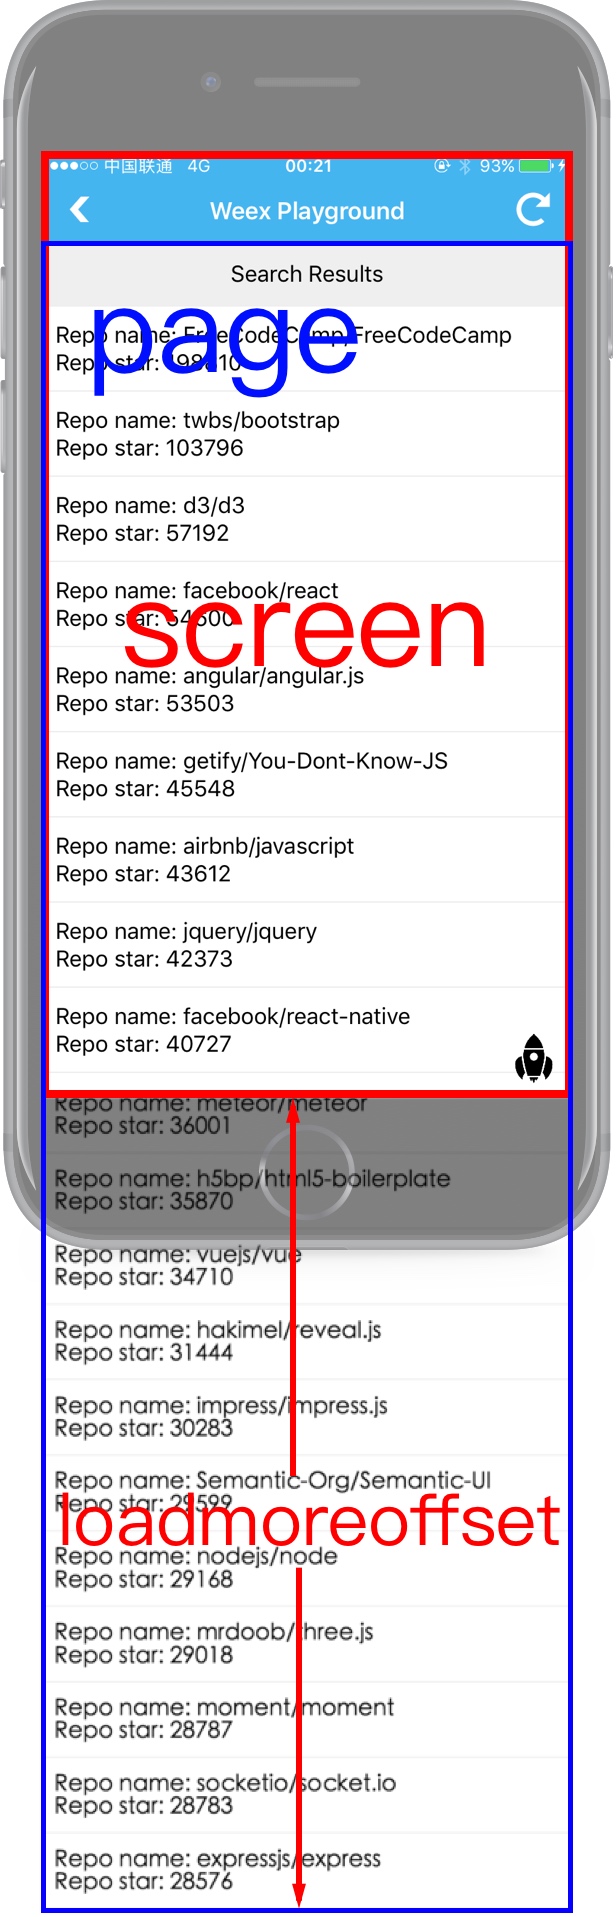 中国联通 4G 00:21 93%
Weex Playground
Search Results
page
Repo name: FreeCodeCamp/FreeCodeCamp
Repo star:
Repo name: twbs/bootstrap
Repo star: 103796
Repo name: d3/d3
Repo star: 57192
Repo name: facebook/react
Repo star: 54600
screen
Repo name: angular/angular.js
Repo star: 53503
Repo name: getify/You-Dont-Know-JS
Repo star: 45548
Repo name: airbnb/javascript
Repo star: 43612
Repo name: jquery/jquery
Repo star: 42373
Repo name: facebook/react-native
Repo star: 40727
Repo name: meteor/meteor
Repo star: 36001
Repo name: h5bp/html5-boilerplate
Repo star: 35870
Repo name: vuejs/vue
Repo star: 34710
Repo name: hakimel/reveal.js
Repo star: 31444
Repo name: impress/impress.js
Repo star: 30283
Repo name: Semantic-Org/Semantic-UI
Repo star: 29599
loadmoreoffset
Repo name: nodejs/node
Repo star: 29168
Repo name: mrdoob/three.js
Repo star: 29018
Repo name: moment/moment
Repo star: 28787
Repo name: socketio/socket.io
Repo star: 28783
Repo name: expressjs/express
Repo star: 28576